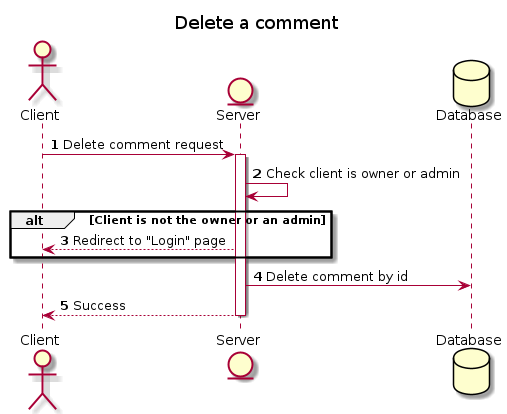 Delete a comment
Client
Server
Database
1 Delete comment request
2 Check client is owner or admin
alt [Client is not the owner or an admin]
3 Redirect to "Login" page
4 Delete comment by id
5 Success
Client
Server
Database